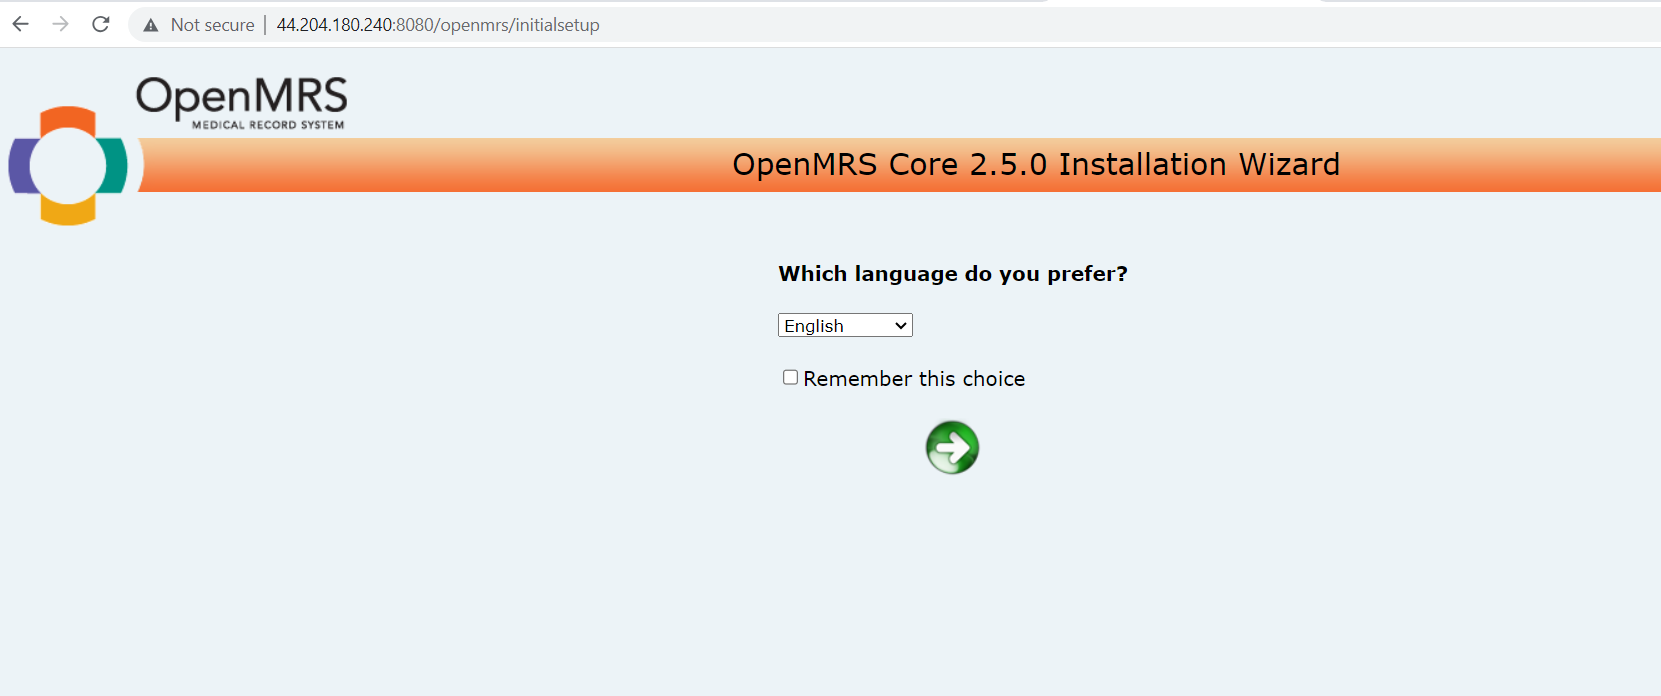 Not secure | 44.204.180.240:8080/openmrs/initialsetup
OpenMRS
MEDICAL RECORD SYSTEM
OpenMRS Core 2.5.0 Installation Wizard
Which language do you prefer?
English
Remember this choice